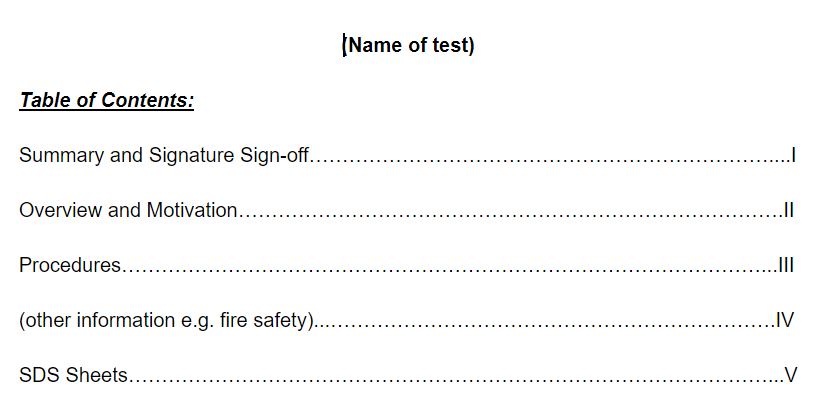 (Name of test)
Table of Contents:
Summary and Signature Sign-off……………………………………………………………....I
Overview and Motivation……………………………………………………………………….II
Procedures………………………………………………………………………………………...III
(other information e.g. fire safety)...………………………………………………………….IV
SDS Sheets……………………………………………………………………………………...V